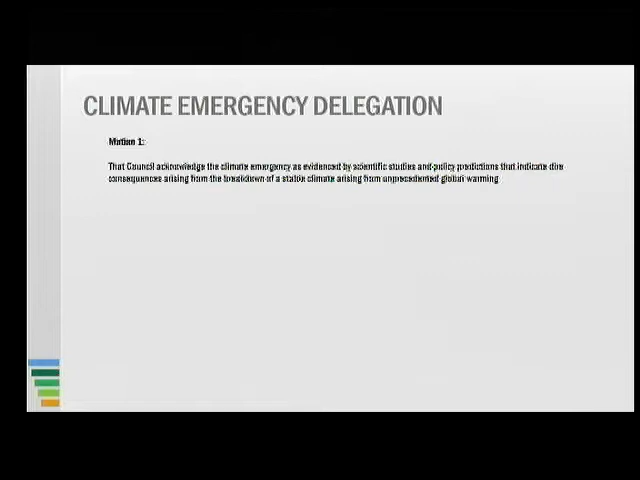 CLIMATE EMERGENCY DELEGATION
Motion 1:
That Council acknowledge the climate emergency as evidenced by scientific studies and policy predictions that indicate dire
consequences arising from the breakdown of a stable climate arising from unprecedented global warming